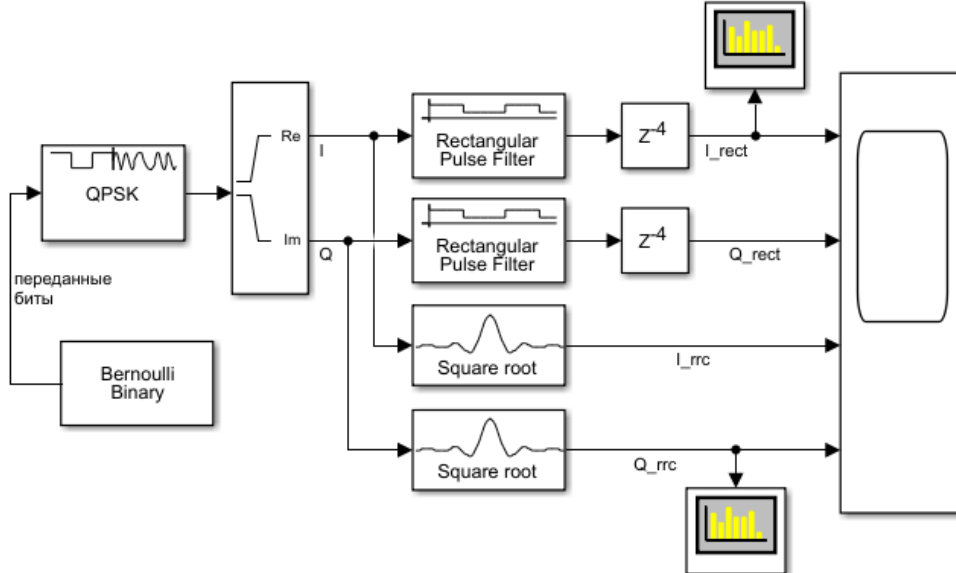 Re
I
Rectangular
Pulse Filter
Z-4
I_rect
QPSK
Im
Q
Rectangular
Pulse Filter
Z-4
Q_rect
переданные
биты
Bernoulli
Binary
Square root
I_rrc
Square root
Q_rrc